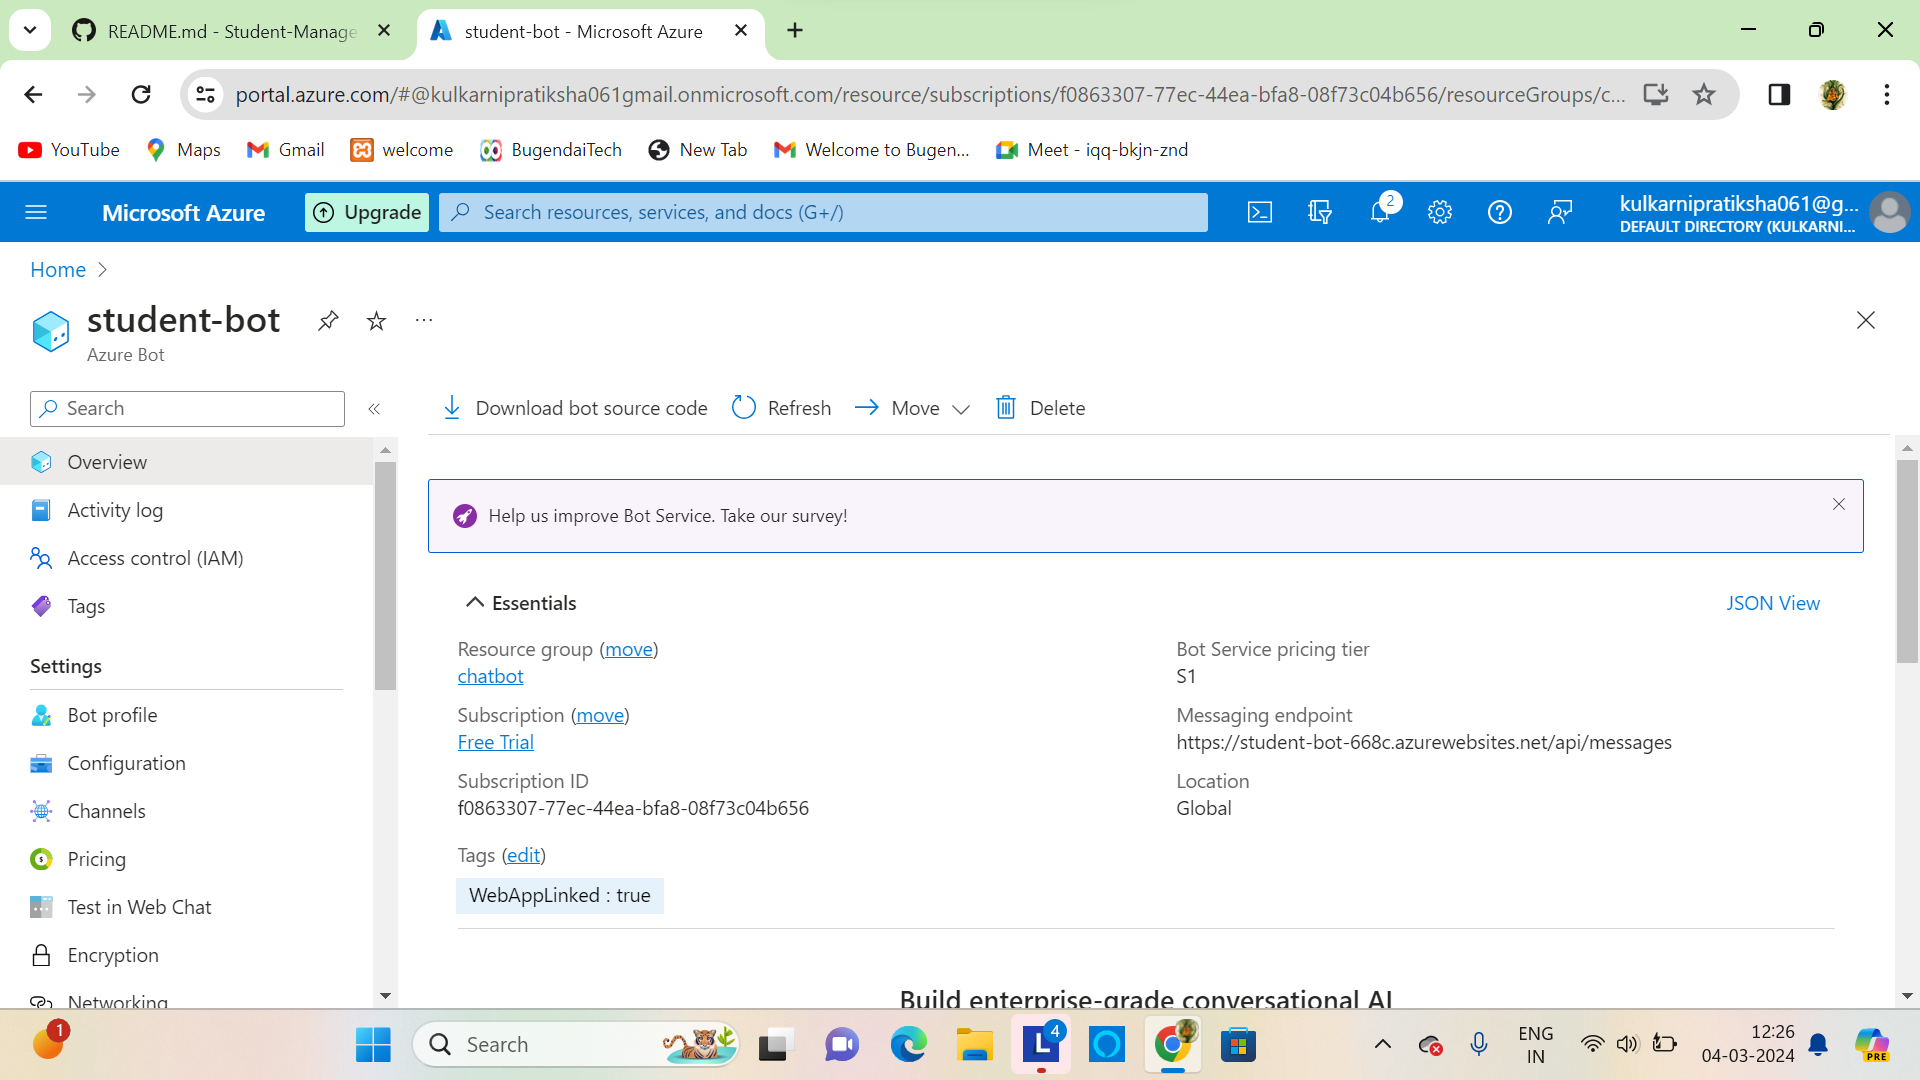 README.md - Student-Manage
student-bot - Microsoft Azure
portal.azure.com/#@kulkarnipratiksha061gmail.onmicrosoft.com/resource/subscriptions/f0863307-77ec-44ea-bfa8-08f73c04b656/resourceGroups/c...
YouTube
Maps
Gmail
welcome
BugendaiTech
New Tab
Welcome to Bugen...
Meet - iqq-bkjn-znd
Microsoft Azure
Upgrade
Search resources, services, and docs (G+/)
2
kulkarnipratiksha061@g...
DEFAULT DIRECTORY (KULKARNI...
Home
student-bot
Azure Bot
Search
Download bot source code
Refresh
Move
Delete
Overview
Activity log
Access control (IAM)
Tags
Settings
Bot profile
Configuration
Channels
Pricing
Test in Web Chat
Encryption
Networking
Help us improve Bot Service. Take our survey!
Essentials
JSON View
Resource group (move)
chatbot
Subscription (move)
Free Trial
Subscription ID
f0863307-77ec-44ea-bfa8-08f73c04b656
Tags (edit)
WebAppLinked : true
Bot Service pricing tier
S1
Messaging endpoint
https://student-bot-668c.azurewebsites.net/api/messages
Location
Global
Build enterprise-grade conversational AI
1
Search
L
4
ENG
IN
12:26
04-03-2024
PRE